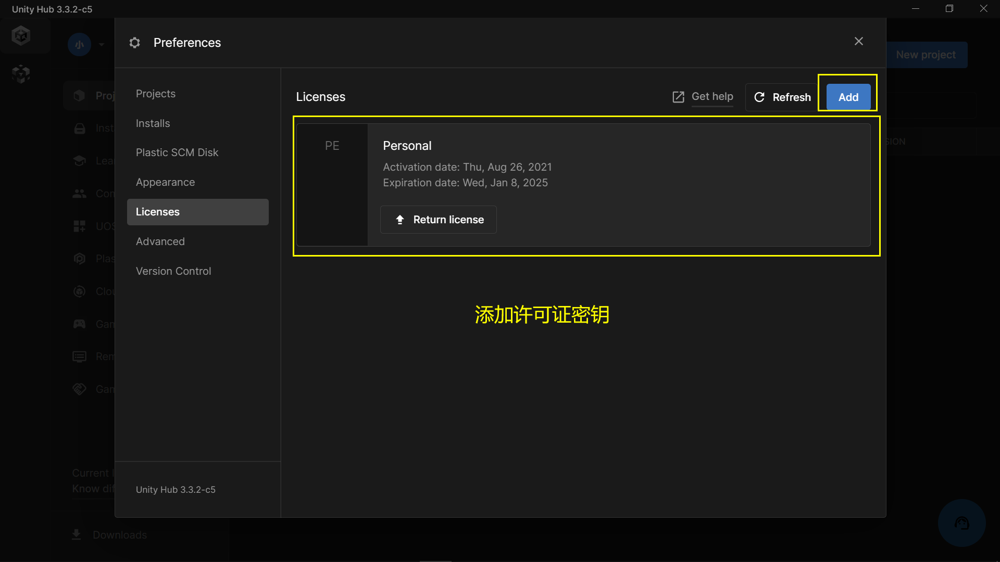 Unity Hub 3.3.2-c5
Preferences
New project
Projects
Installs
Plastic SCM Disk
Appearance
Licenses
Advanced
Version Control
Unity Hub 3.3.2-c5
Licenses
Get help
Refresh
Add
PE
Personal
Activation date: Thu, Aug 26, 2021
Expiration date: Wed, Jan 8, 2025
Return license
添加许可证密钥
Proj
Inst
Lea
Com
UOS
Plas
Clou
Gam
Rem
Gam
SION
Current l
Know dif
Downloads